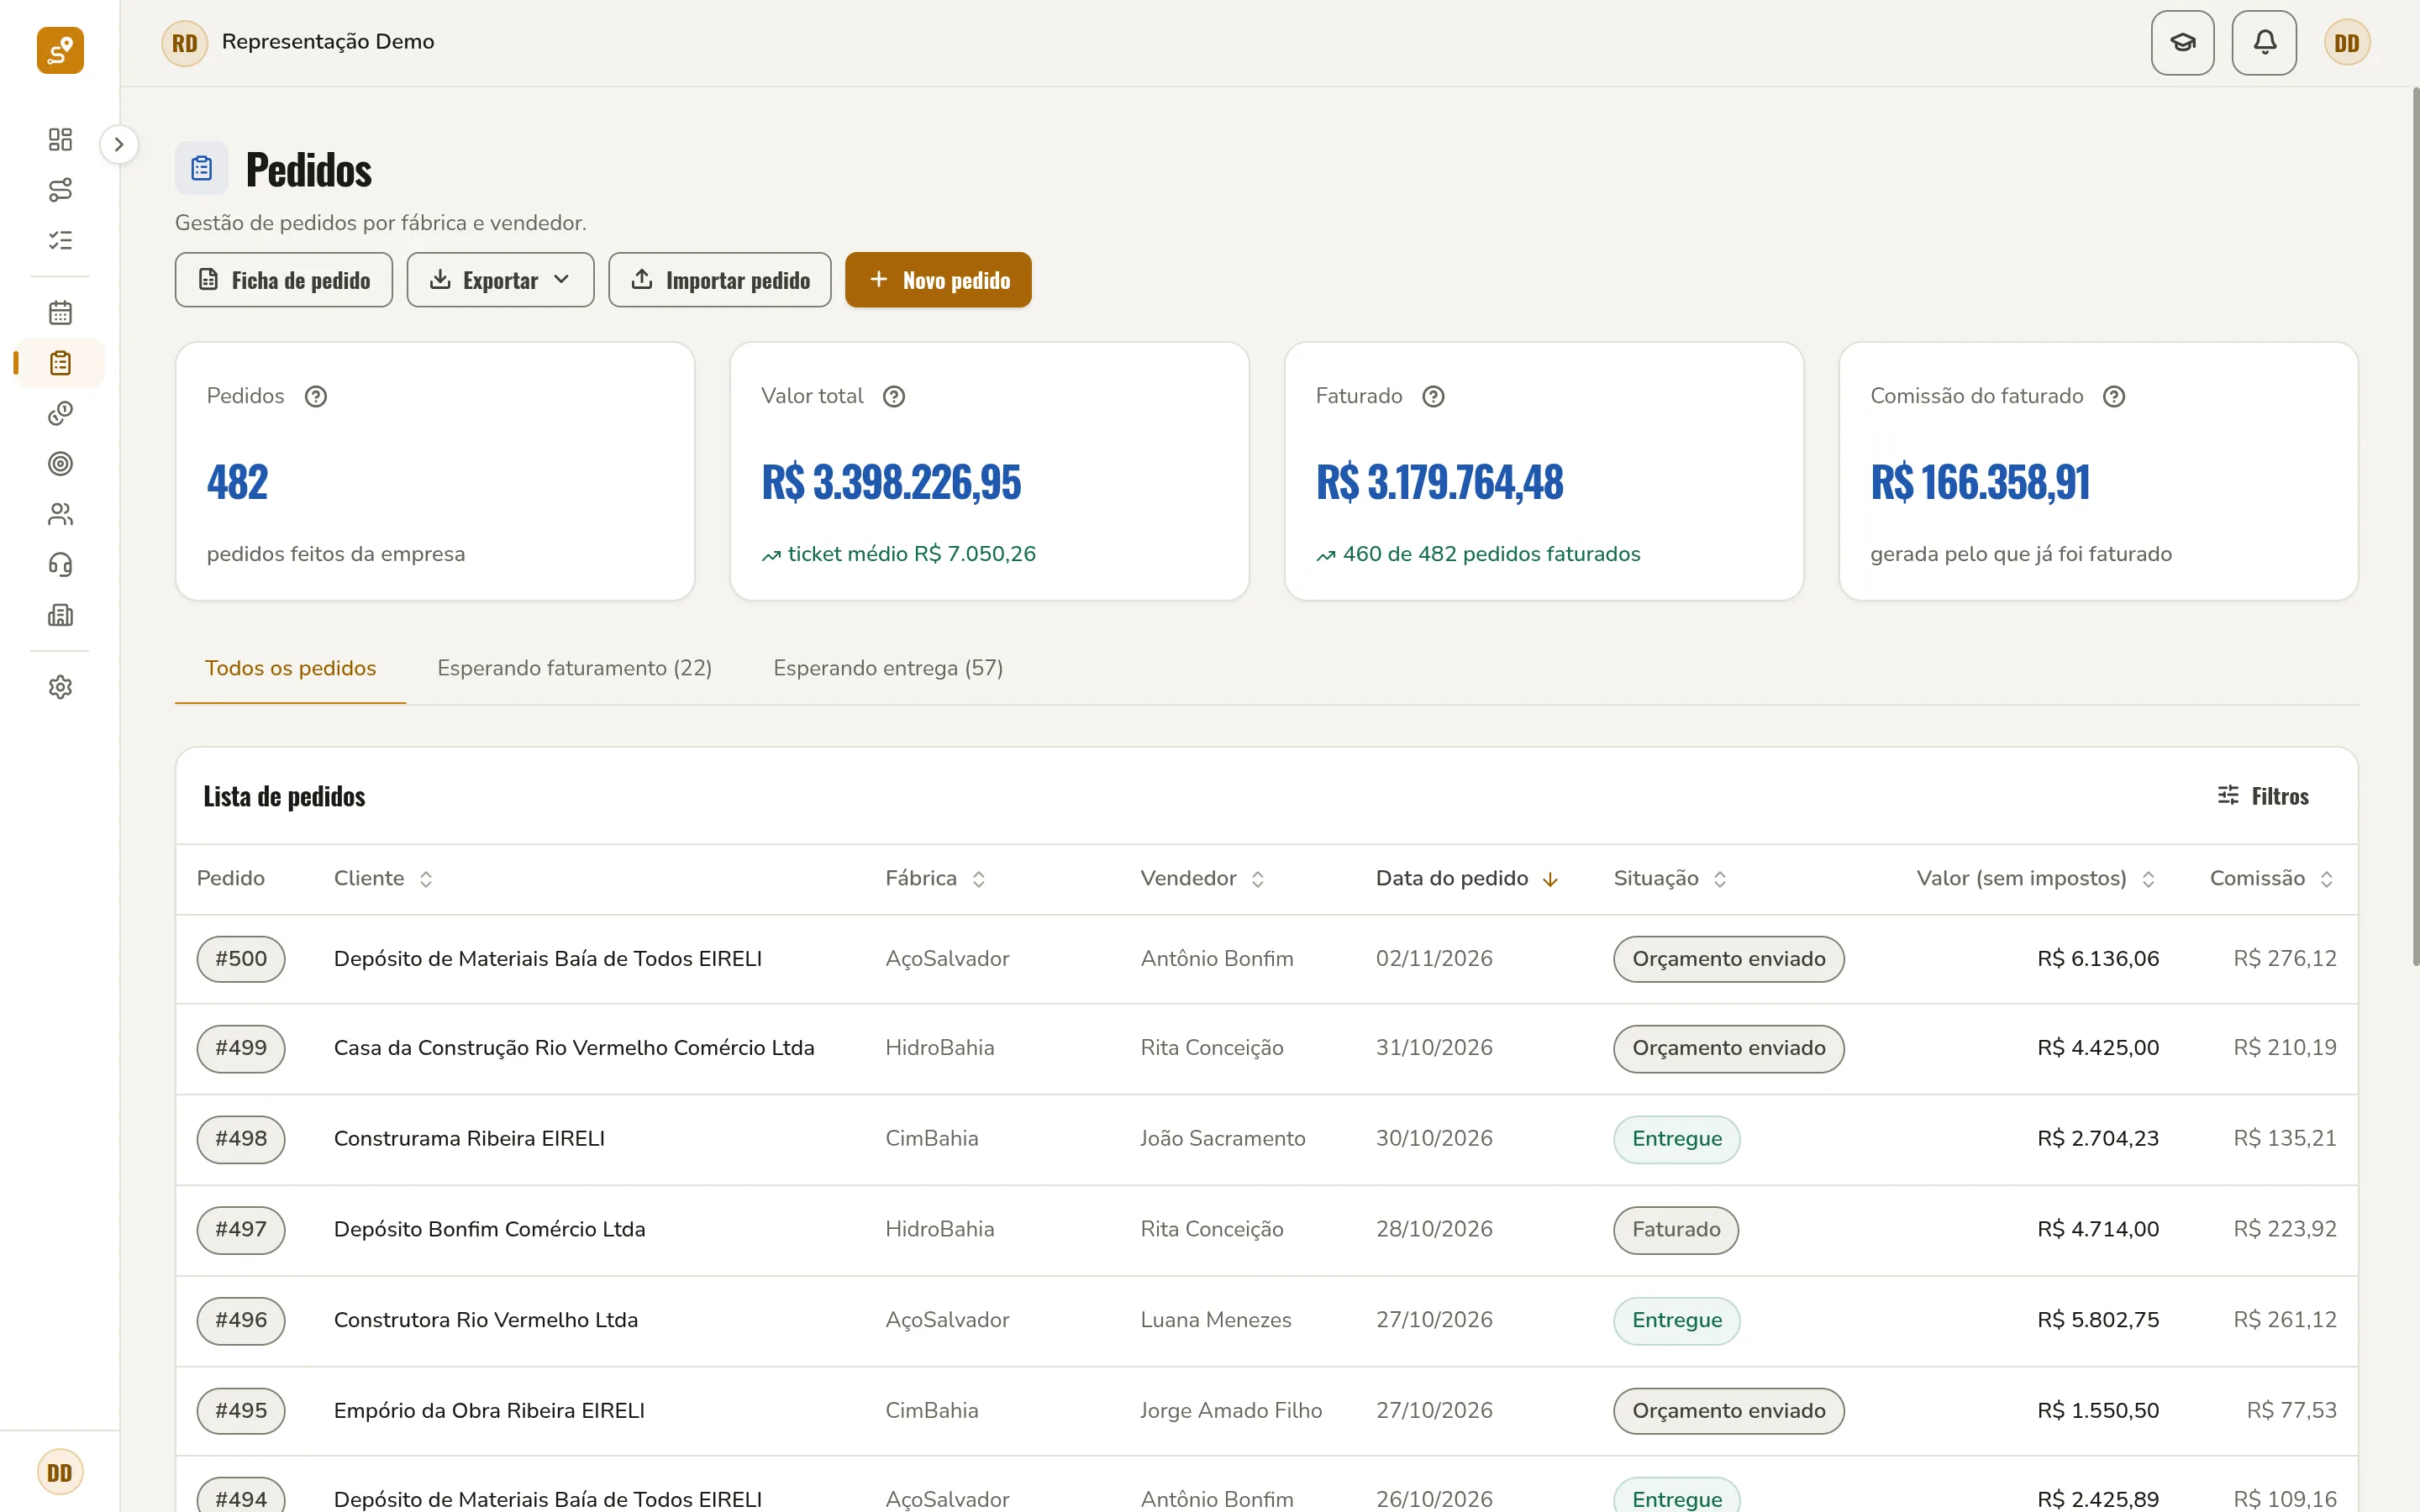 RD Representação Demo
DD
Pedidos
Gestão de pedidos por fábrica e vendedor.
Ficha de pedido
Exportar
Importar pedido
Novo pedido
Pedidos
482
pedidos feitos da empresa
Valor total
R$ 3.398.226,95
ticket médio R$ 7.050,26
Faturado
R$ 3.179.764,48
460 de 482 pedidos faturados
Comissão do faturado
R$ 166.358,91
gerada pelo que já foi faturado
Todos os pedidos
Esperando faturamento (22)
Esperando entrega (57)
Lista de pedidos
Filtros
Pedido Cliente Fábrica Vendedor Data do pedido Situação Valor (sem impostos) Comissão
#500 Depósito de Materiais Baía de Todos EIRELI AçoSalvador Antônio Bonfim 02/11/2026 Orçamento enviado R$ 6.136,06 R$ 276,12
#499 Casa da Construção Rio Vermelho Comércio Ltda HidroBahia Rita Conceição 31/10/2026 Orçamento enviado R$ 4.425,00 R$ 210,19
#498 Construrama Ribeira EIRELI CimBahia João Sacramento 30/10/2026 Entregue R$ 2.704,23 R$ 135,21
#497 Depósito Bonfim Comércio Ltda HidroBahia Rita Conceição 28/10/2026 Faturado R$ 4.714,00 R$ 223,92
#496 Construtora Rio Vermelho Ltda AçoSalvador Luana Menezes 27/10/2026 Entregue R$ 5.802,75 R$ 261,12
#495 Empório da Obra Ribeira EIRELI CimBahia Jorge Amado Filho 27/10/2026 Orçamento enviado R$ 1.550,50 R$ 77,53
#494 Depósito de Materiais Baía de Todos EIRELI AçoSalvador Antônio Bonfim 26/10/2026 Entregue R$ 2.425,89 R$ 109,16
DD